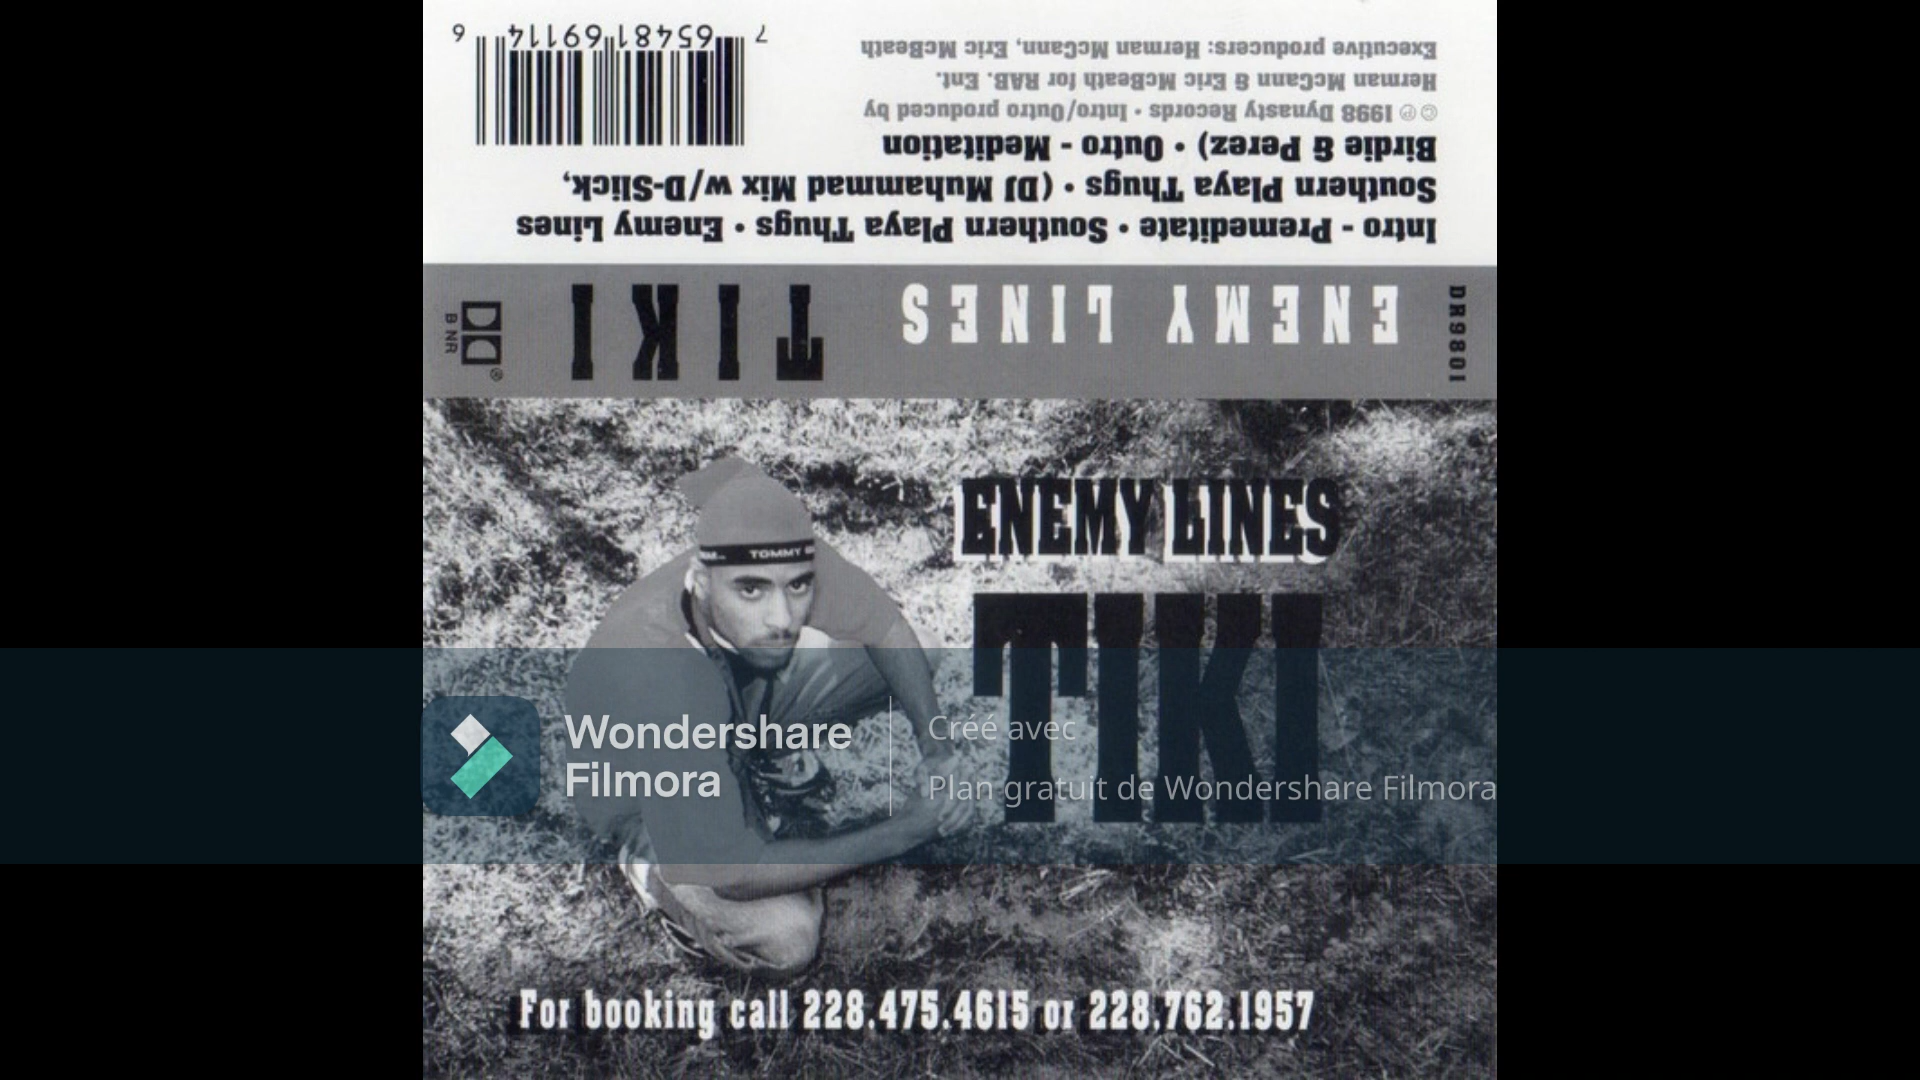 Intro - Premeditate • Southern Playa Thugs • Enemy Lines
Southern Playa Thugs • (DJ Muhammad Mix w/D-Slick,
Birdie & Perez) • Outro - Meditation
©℗ 1998 Dynasty Records • Intro/Outro produced by
Herman McCann & Eric McBeath for RAB. Ent.
Executive producers: Herman McCann, Eric McBeath
7 65481 69114 6
DR9801
ENEMY LINES
TIKI
B NR
®
ENEMY LINES
TIKI
TOMMY
Wondershare
Filmora
Créé avec
Plan gratuit de Wondershare Filmora
For booking call 228.475.4615 or 228.762.1957